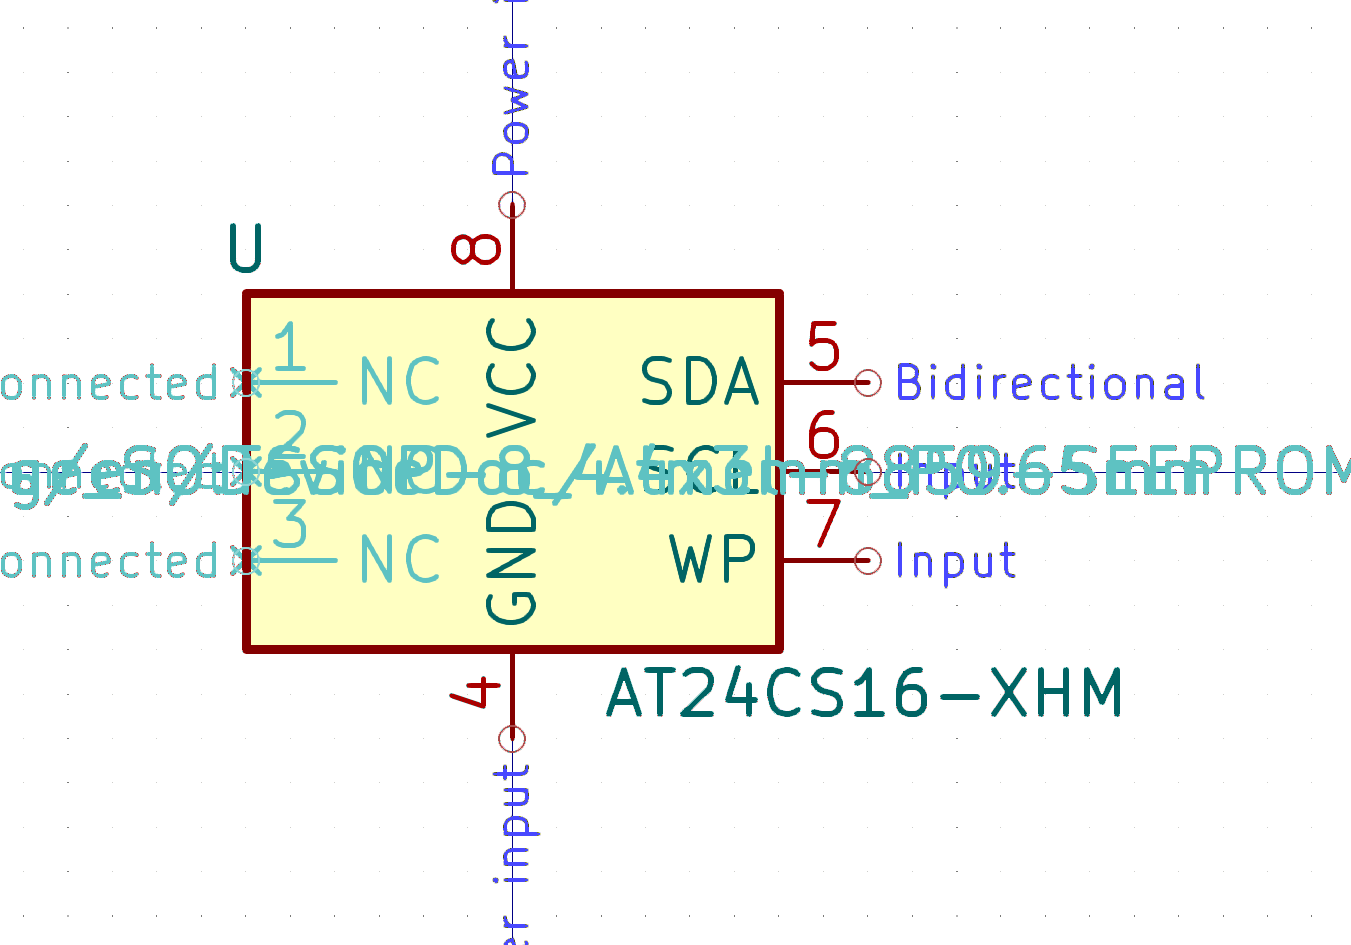 Power i
U
8
1
NC
VCC
SDA
5
onnected
Bidirectional
2
NC
SCL
6
Input
3
NC
GND
WP
7
onnected
Input
4
AT24CS16-XHM
er input